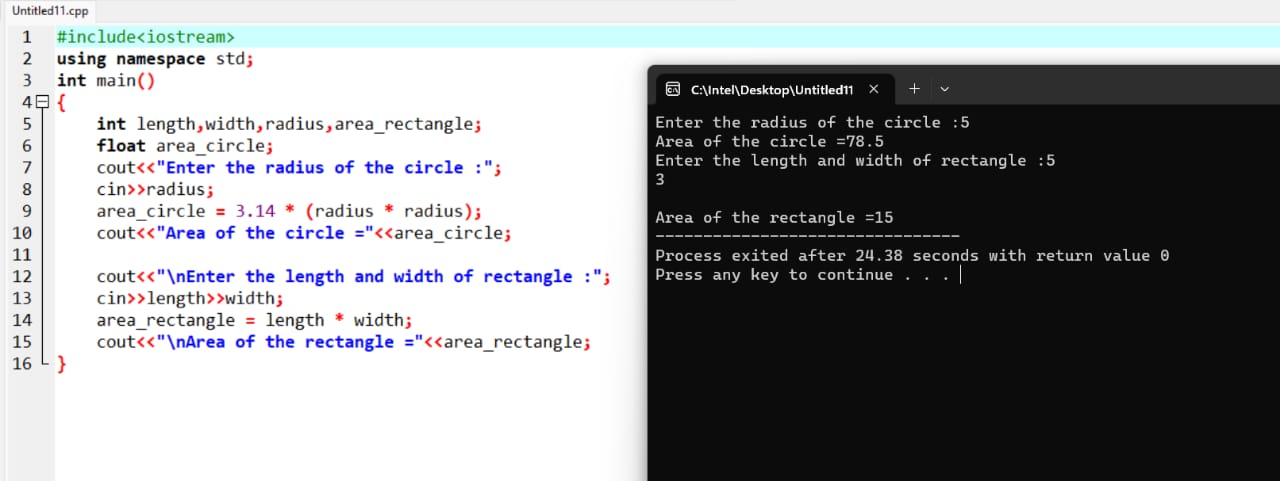 Untitled11.cpp
1 #include<iostream>
2 using namespace std;
3 int main()
4 {
5 int length,width,radius,area_rectangle;
6 float area_circle;
7 cout<<"Enter the radius of the circle :";
8 cin>>radius;
9 area_circle = 3.14 * (radius * radius);
10 cout<<"Area of the circle ="<<area_circle;
11
12 cout<<"\nEnter the length and width of rectangle :";
13 cin>>length>>width;
14 area_rectangle = length * width;
15 cout<<"\nArea of the rectangle ="<<area_rectangle;
16 }
C:\Intel\Desktop\Untitled11
Enter the radius of the circle :5
Area of the circle =78.5
Enter the length and width of rectangle :5
3
Area of the rectangle =15
--------------------------------
Process exited after 24.38 seconds with return value 0
Press any key to continue . . .